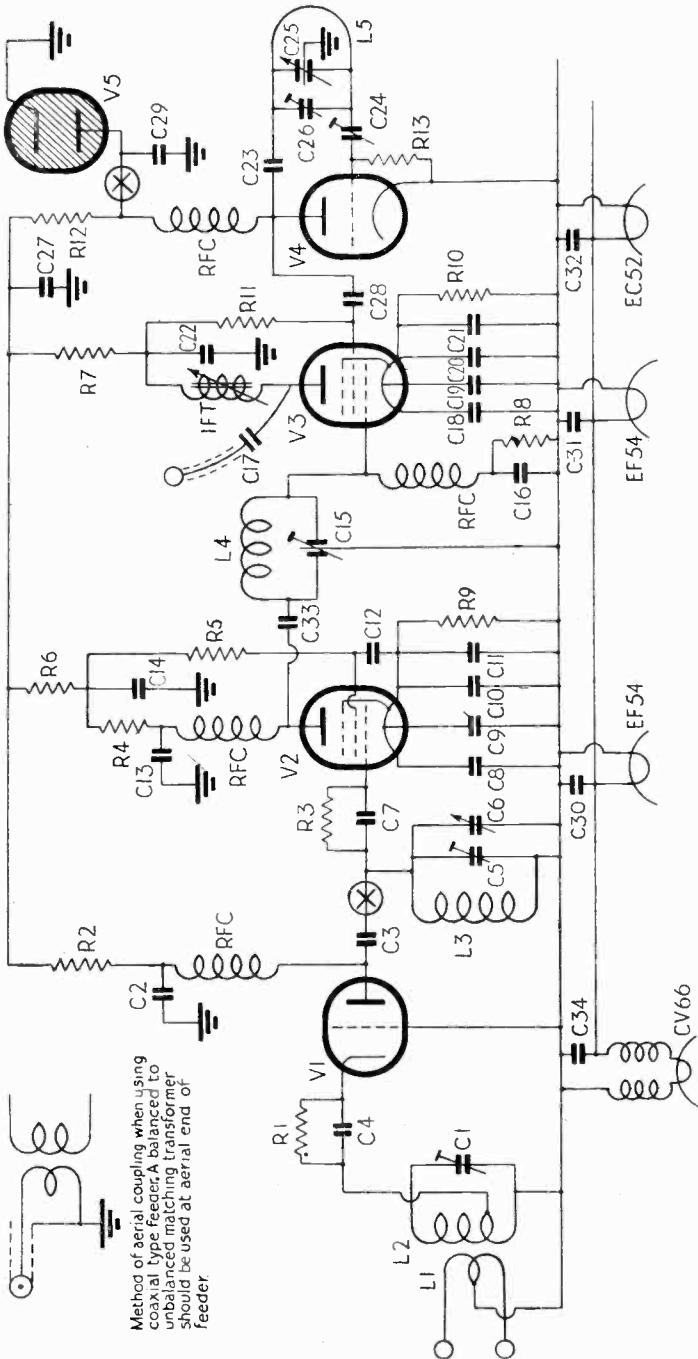 Method of aerial coupling when using
coaxial type feeder. A balanced to
unbalanced matching transformer
should be used at aerial end of
feeder.
L1
L2
C1
R1
C4
V1
C2
R2
RFC
C3
L3
C5
C6
R3
C7
V2
C13
R4
RFC
R6
C14
R5
C12
C8
C9
C10
C11
R9
C33
L4
C15
C17
IFT
R7
C22
R11
V3
RFC
C16
R18
C18
C19
C20
C21
R10
C28
C27
R12
RFC
V5
C29
C23
V4
C26
C25
L5
C24
R13
C34
CV66
C30
EF54
C31
EF54
C32
EC52